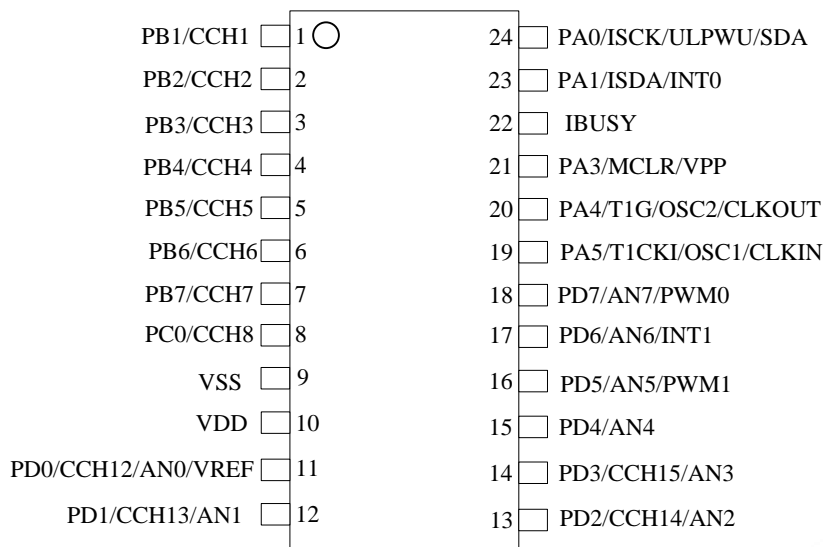 PB1/CCH1 1 24 PA0/ISCK/ULPWU/SDA
PB2/CCH2 2 23 PA1/ISDA/INT0
PB3/CCH3 3 22 IBUSY
PB4/CCH4 4 21 PA3/MCLR/VPP
PB5/CCH5 5 20 PA4/T1G/OSC2/CLKOUT
PB6/CCH6 6 19 PA5/T1CKI/OSC1/CLKIN
PB7/CCH7 7 18 PD7/AN7/PWM0
PC0/CCH8 8 17 PD6/AN6/INT1
VSS 9 16 PD5/AN5/PWM1
VDD 10 15 PD4/AN4
PD0/CCH12/AN0/VREF 11 14 PD3/CCH15/AN3
PD1/CCH13/AN1 12 13 PD2/CCH14/AN2